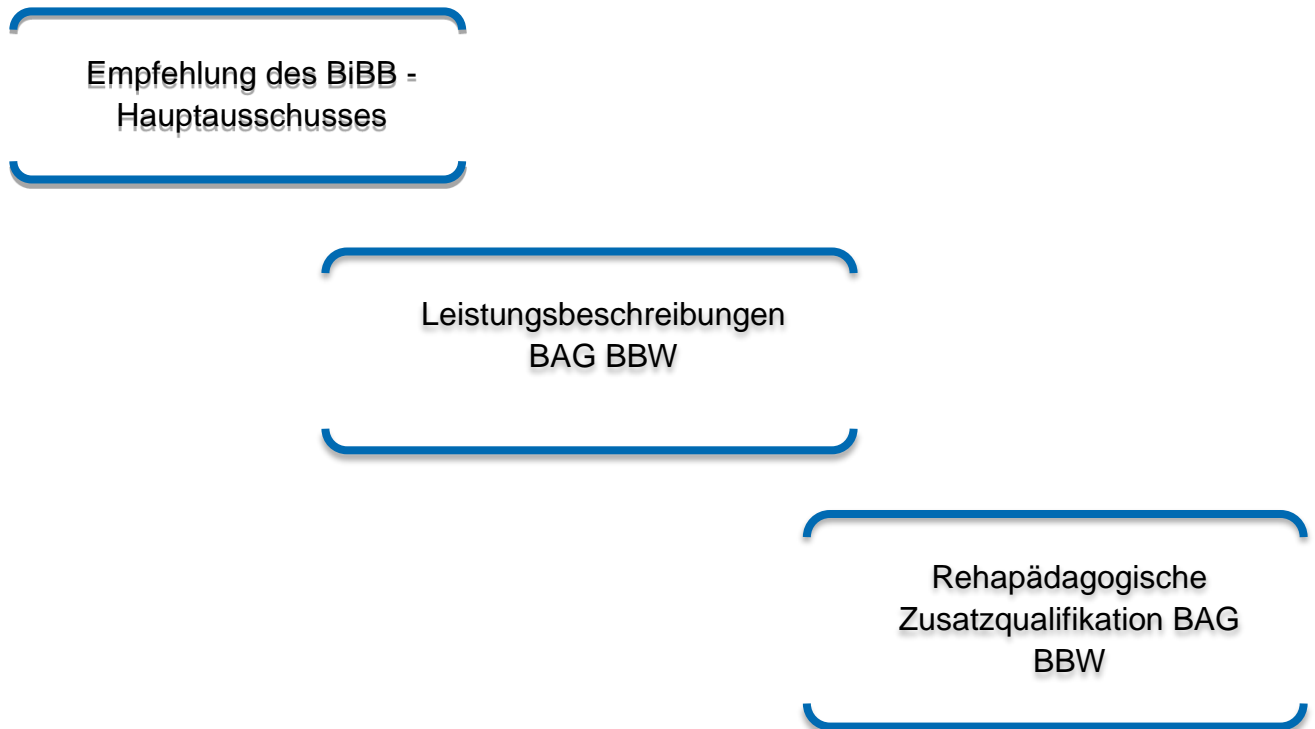 Empfehlung des BiBB -
Hauptausschusses
Leistungsbeschreibungen
BAG BBW
Rehapädagogische
Zusatzqualifikation BAG
BBW